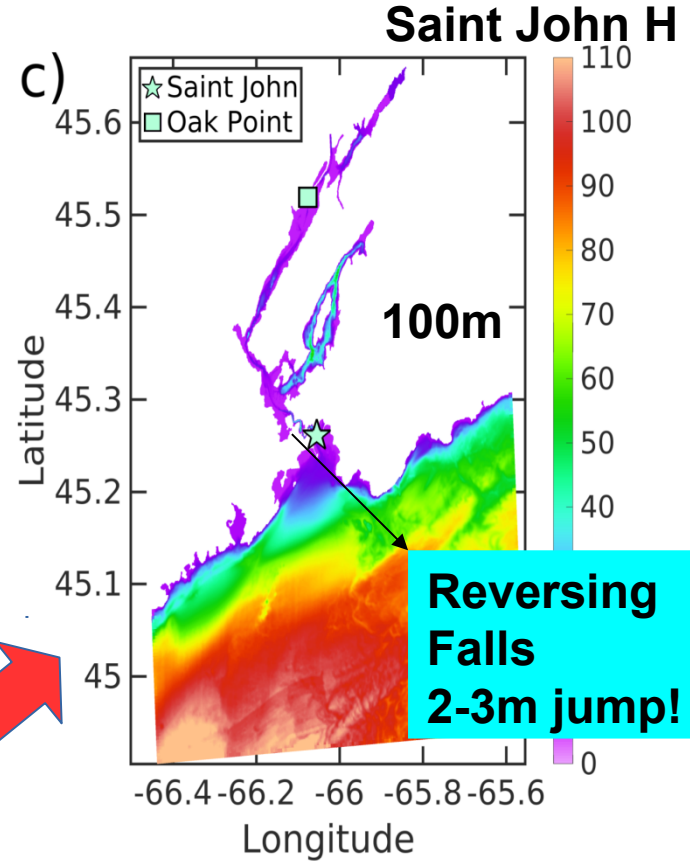 Saint John H
c)
Saint John
Oak Point
45.6
45.5
45.4
45.3
45.2
45.1
45
Latitude
100m
110
100
90
80
70
60
50
40
0
Reversing
Falls
2-3m jump!
-66.4 -66.2 -66 -65.8 -65.6
Longitude